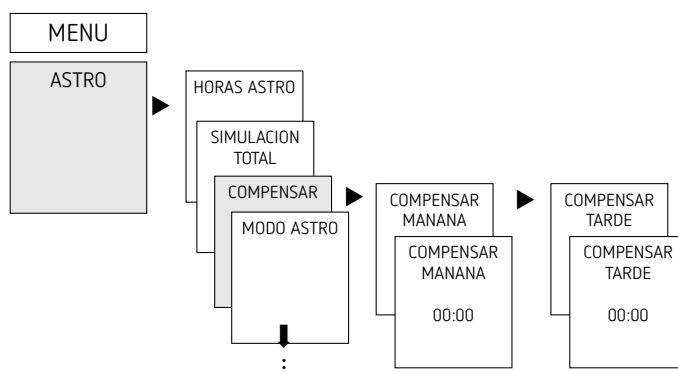 MENU
ASTRO
HORAS ASTRO
SIMULACION
TOTAL
COMPENSAR
MODO ASTRO
:
COMPENSAR
MANANA
COMPENSAR
MANANA
00:00
COMPENSAR
TARDE
COMPENSAR
TARDE
00:00